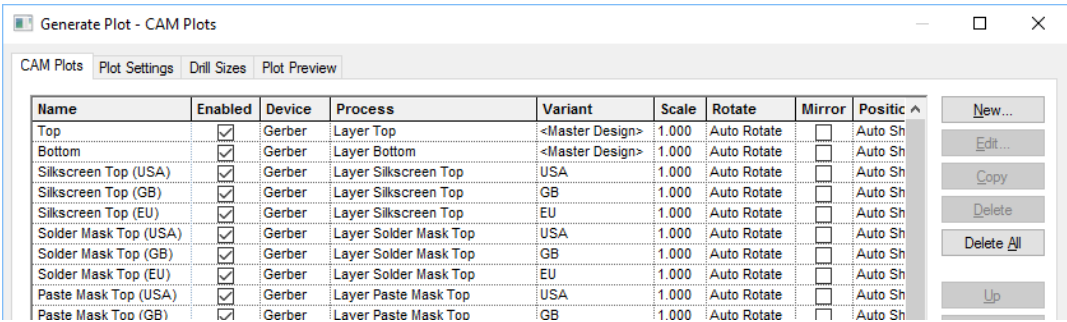 Generate Plot - CAM Plots
CAM Plots Plot Settings Drill Sizes Plot Preview
Name Enabled Device Process Variant Scale Rotate Mirror Positic New...
Top Gerber Layer Top <Master Design> 1.000 Auto Rotate Auto Sh
Bottom Gerber Layer Bottom <Master Design> 1.000 Auto Rotate Auto Sh Edit...
Silkscreen Top (USA) Gerber Layer Silkscreen Top USA 1.000 Auto Rotate Auto Sh Copy
Silkscreen Top (GB) Gerber Layer Silkscreen Top GB 1.000 Auto Rotate Auto Sh
Silkscreen Top (EU) Gerber Layer Silkscreen Top EU 1.000 Auto Rotate Auto Sh Delete
Solder Mask Top (USA) Gerber Layer Solder Mask Top USA 1.000 Auto Rotate Auto Sh Delete All
Solder Mask Top (GB) Gerber Layer Solder Mask Top GB 1.000 Auto Rotate Auto Sh
Solder Mask Top (EU) Gerber Layer Solder Mask Top EU 1.000 Auto Rotate Auto Sh
Paste Mask Top (USA) Gerber Layer Paste Mask Top USA 1.000 Auto Rotate Auto Sh Up
Paste Mask Top (GB) Gerber Layer Paste Mask Top GB 1.000 Auto Rotate Auto Sh